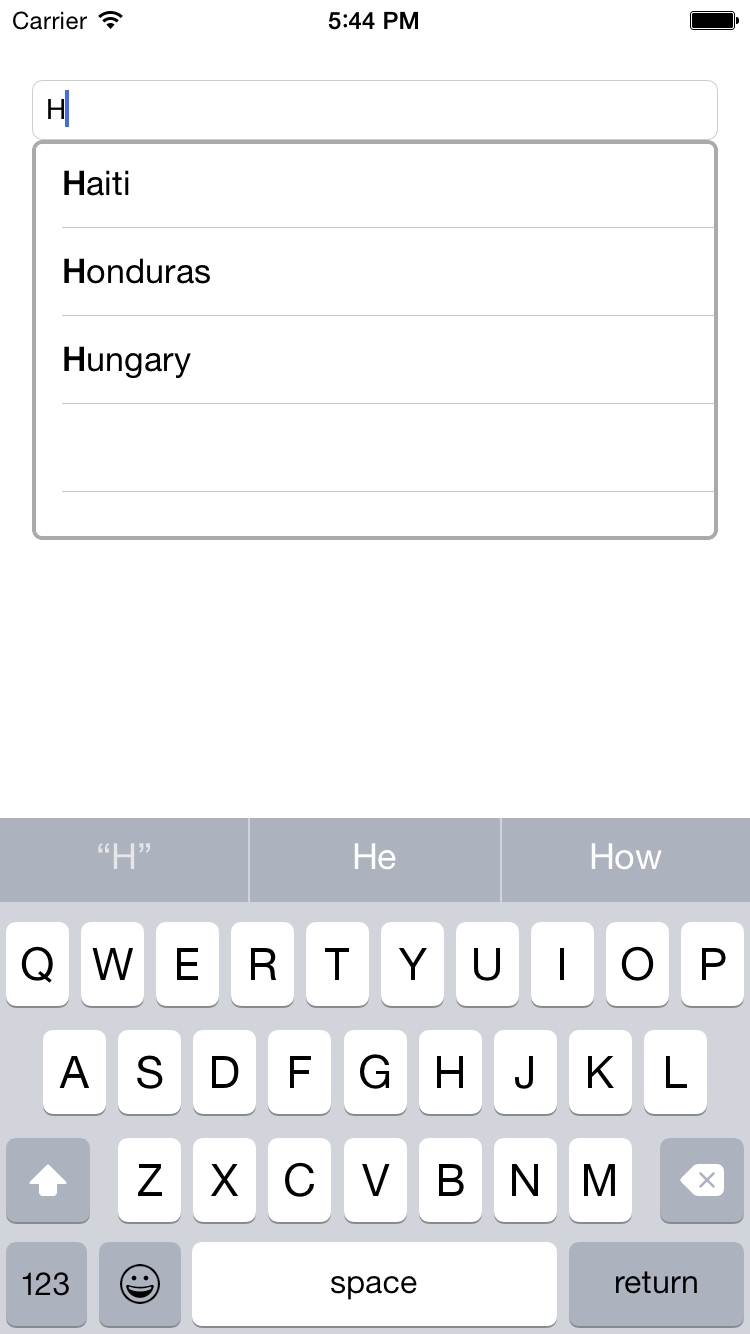 Carrier 5:44 PM
H
Haiti
Honduras
Hungary
“H” He How
Q W E R T Y U I O P
A S D F G H J K L
Z X C V B N M
123 space return